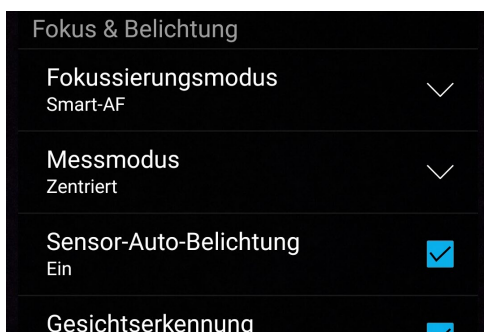 Fokus & Belichtung
Fokussierungsmodus
Smart-AF
Messmodus
Zentriert
Sensor-Auto-Belichtung
Ein
Gesichtserkennung